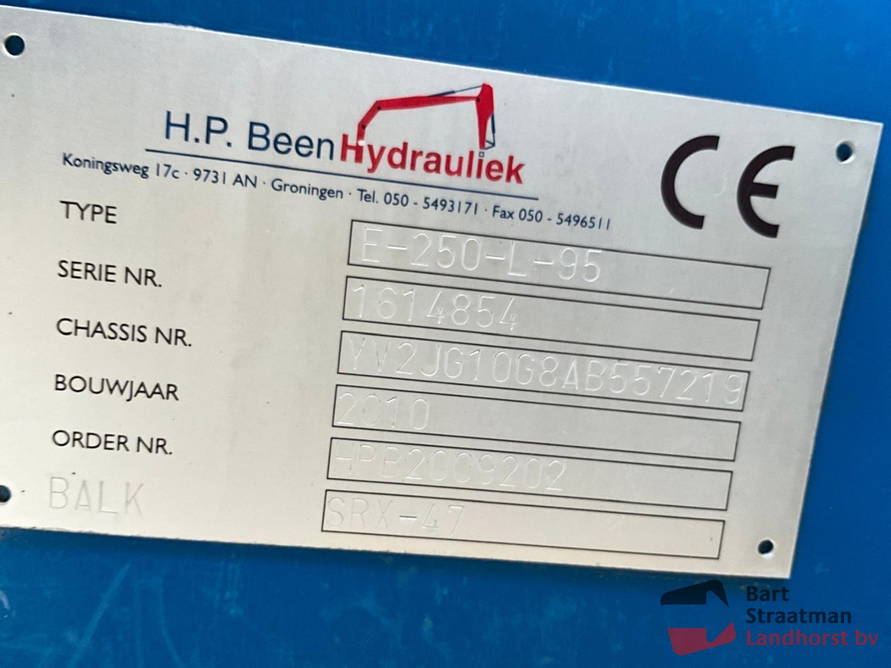 H.P. Been Hydrauliek
Koningsweg 17c · 9731 AN · Groningen · Tel. 050 - 5493171 · Fax 050 - 5496511
CE
TYPE E-250-L-95
SERIE NR. 1614854
CHASSIS NR. YV2JG10G8AB557219
BOUWJAAR 2010
ORDER NR. HPB2009202
BALK SRX-47
Bart
Straatman
Landhorst bv